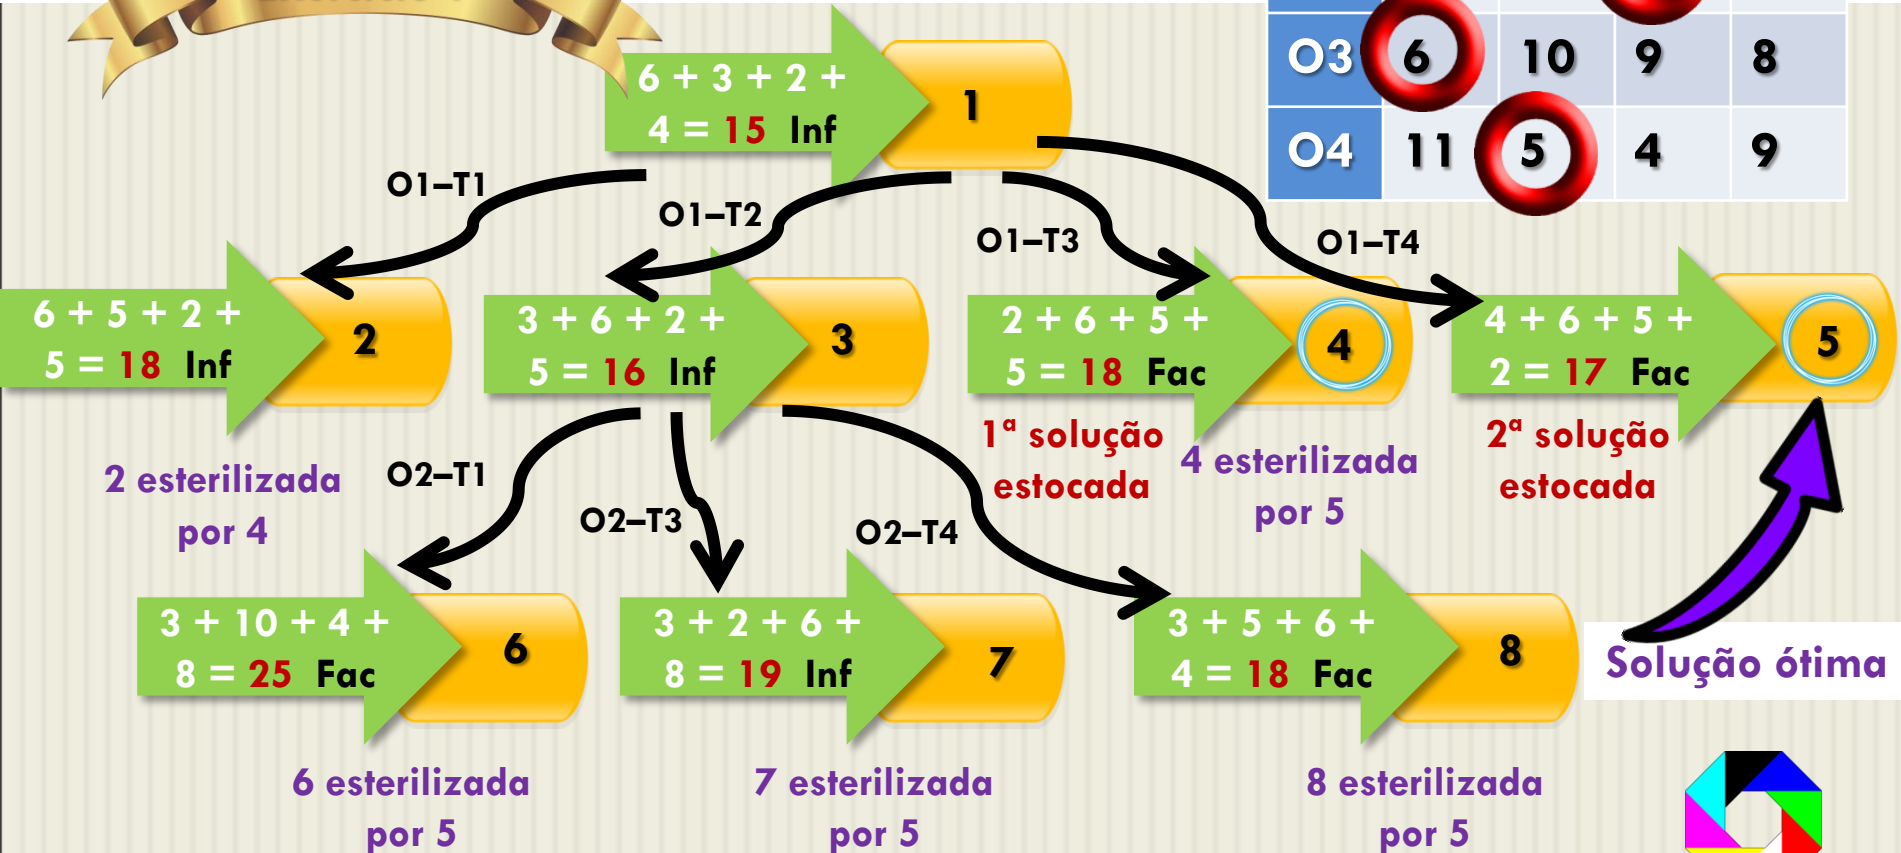 6 + 3 + 2 +
4 = 15 Inf
1
O3 6 10 9 8
O4 11 5 4 9
O1–T1
O1–T2
O1–T3
O1–T4
6 + 5 + 2 +
5 = 18 Inf
2
3 + 6 + 2 +
5 = 16 Inf
3
2 + 6 + 5 +
5 = 18 Fac
4
4 + 6 + 5 +
2 = 17 Fac
5
2 esterilizada
por 4
1ª solução
estocada
4 esterilizada
por 5
2ª solução
estocada
O2–T1
O2–T3
O2–T4
3 + 10 + 4 +
8 = 25 Fac
6
3 + 2 + 6 +
8 = 19 Inf
7
3 + 5 + 6 +
4 = 18 Fac
8
Solução ótima
6 esterilizada
por 5
7 esterilizada
por 5
8 esterilizada
por 5